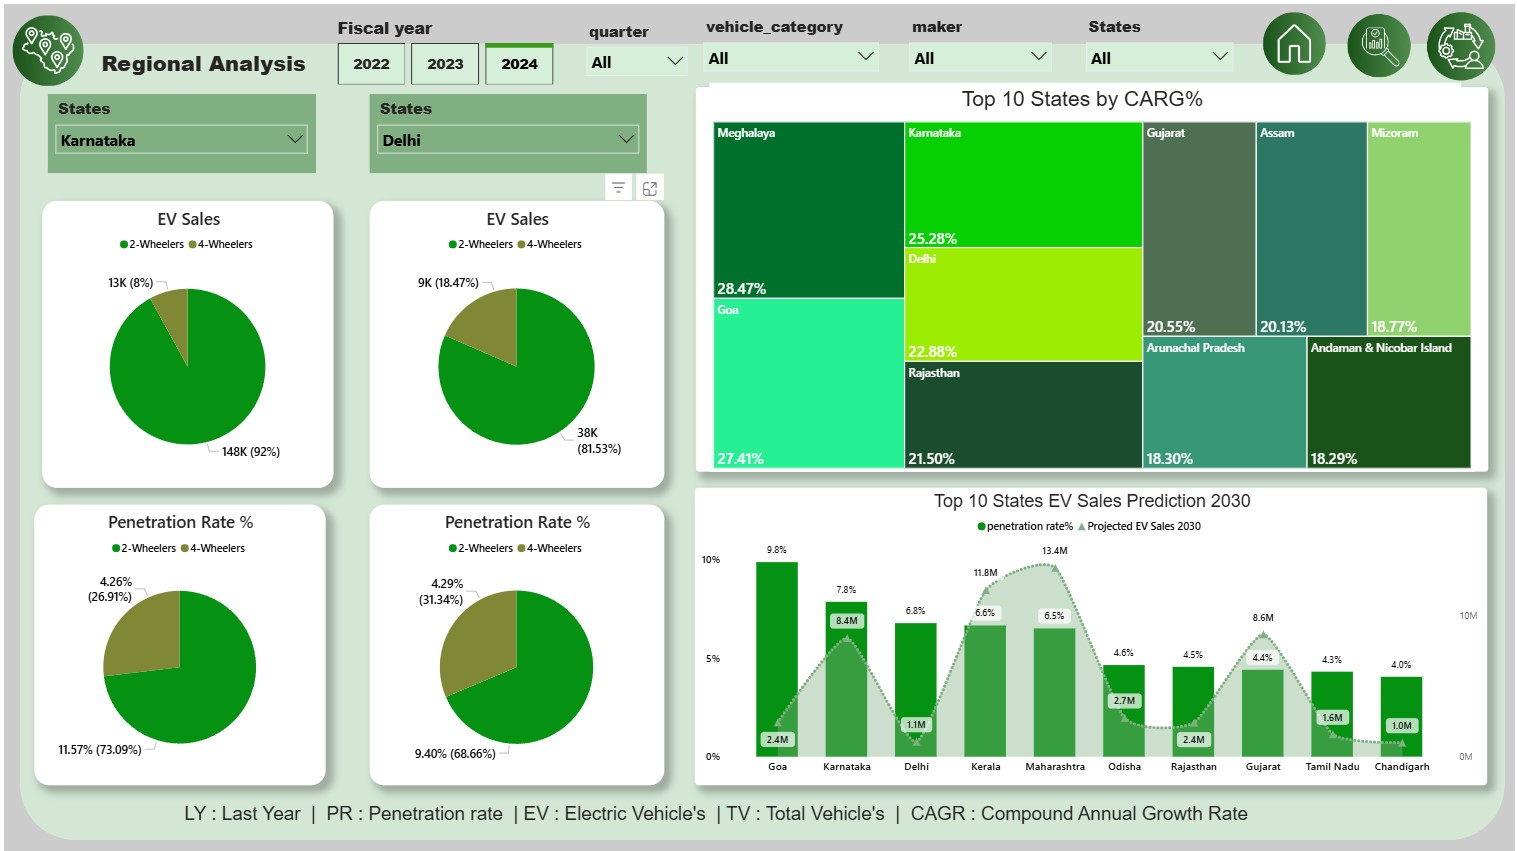 Regional Analysis
Fiscal year
2022
2023
2024
quarter
All
vehicle_category
All
maker
All
States
All
States
Karnataka
States
Delhi
EV Sales
2-Wheelers 4-Wheelers
13K (8%)
148K (92%)
EV Sales
2-Wheelers 4-Wheelers
9K (18.47%)
38K
(81.53%)
Penetration Rate %
2-Wheelers 4-Wheelers
4.26%
(26.91%)
11.57% (73.09%)
Penetration Rate %
2-Wheelers 4-Wheelers
4.29%
(31.34%)
9.40% (68.66%)
Top 10 States by CARG%
Meghalaya
28.47%
Goa
27.41%
Karnataka
25.28%
Delhi
22.88%
Rajasthan
21.50%
Gujarat
20.55%
Assam
20.13%
Mizoram
18.77%
Arunachal Pradesh
18.30%
Andaman & Nicobar Island
18.29%
Top 10 States EV Sales Prediction 2030
penetration rate% Projected EV Sales 2030
10%
5%
0%
9.8%
7.8%
6.8%
6.6%
6.5%
4.6%
4.5%
4.4%
4.3%
4.0%
2.4M
8.4M
1.1M
11.8M
13.4M
2.7M
2.4M
8.6M
1.6M
1.0M
10M
0M
Goa Karnataka Delhi Kerala Maharashtra Odisha Rajasthan Gujarat Tamil Nadu Chandigarh
LY : Last Year | PR : Penetration rate | EV : Electric Vehicle's | TV : Total Vehicle's | CAGR : Compound Annual Growth Rate